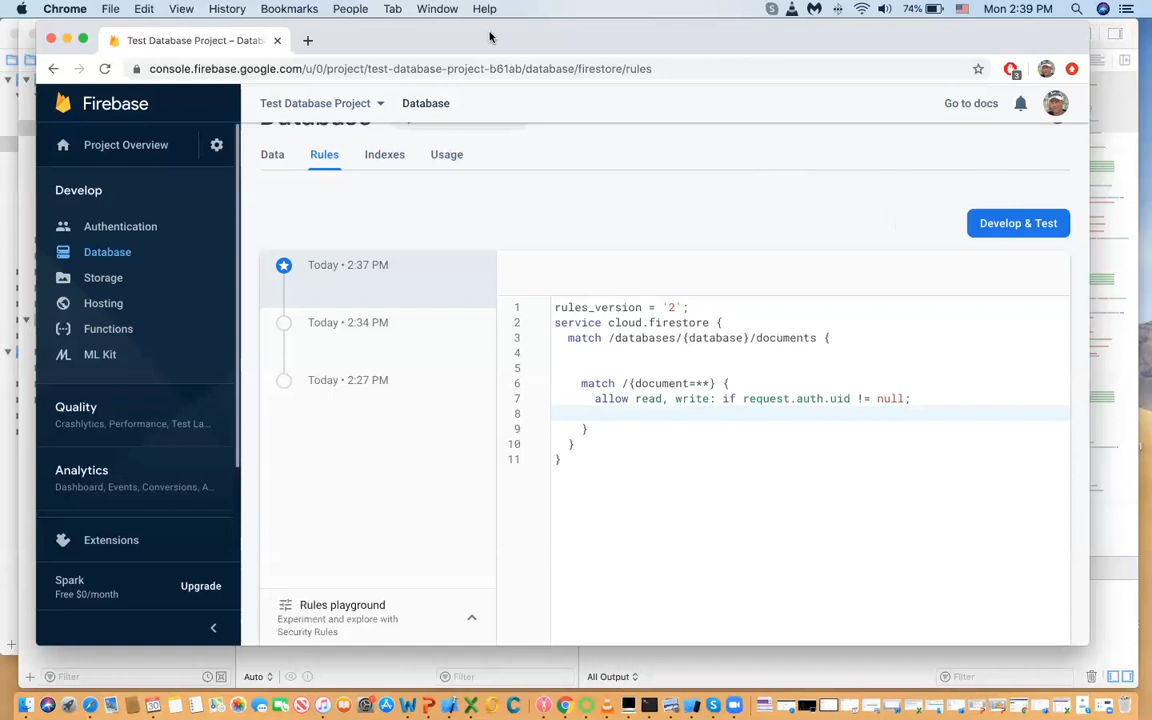 Chrome File Edit View History Bookmarks People Tab Window Help 74% Mon 2:39 PM
Test Database Project – Datab
console.firebase.google.com/u/0/project/test-database-project-b61ab/database/firestore/rules 3
Firebase
Test Database Project Database Go to docs
Project Overview
Data Rules Indexes Usage
Develop
Develop & Test
Authentication
Database
Storage
Hosting
Functions
ML Kit
Quality
Crashlytics, Performance, Test La...
Analytics
Dashboard, Events, Conversions, A...
Extensions
Spark
Free $0/month
Upgrade
Today • 2:37 PM
Today • 2:34 PM
Today • 2:27 PM
Rules playground
Experiment and explore with
Security Rules
1 rules_version = '2';
2 service cloud.firestore {
3 match /databases/{database}/documents {
4
5
6 match /{document=**} {
7 allow read, write: if request.auth.uid != null;
8
9 }
10 }
11 }
Filter Auto Filter All Output Filter